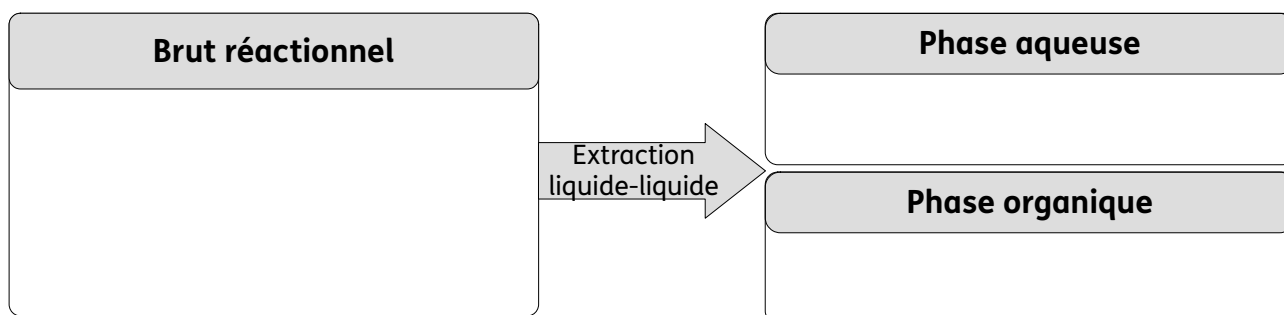 Brut réactionnel
Extraction
liquide-liquide
Phase aqueuse
Phase organique